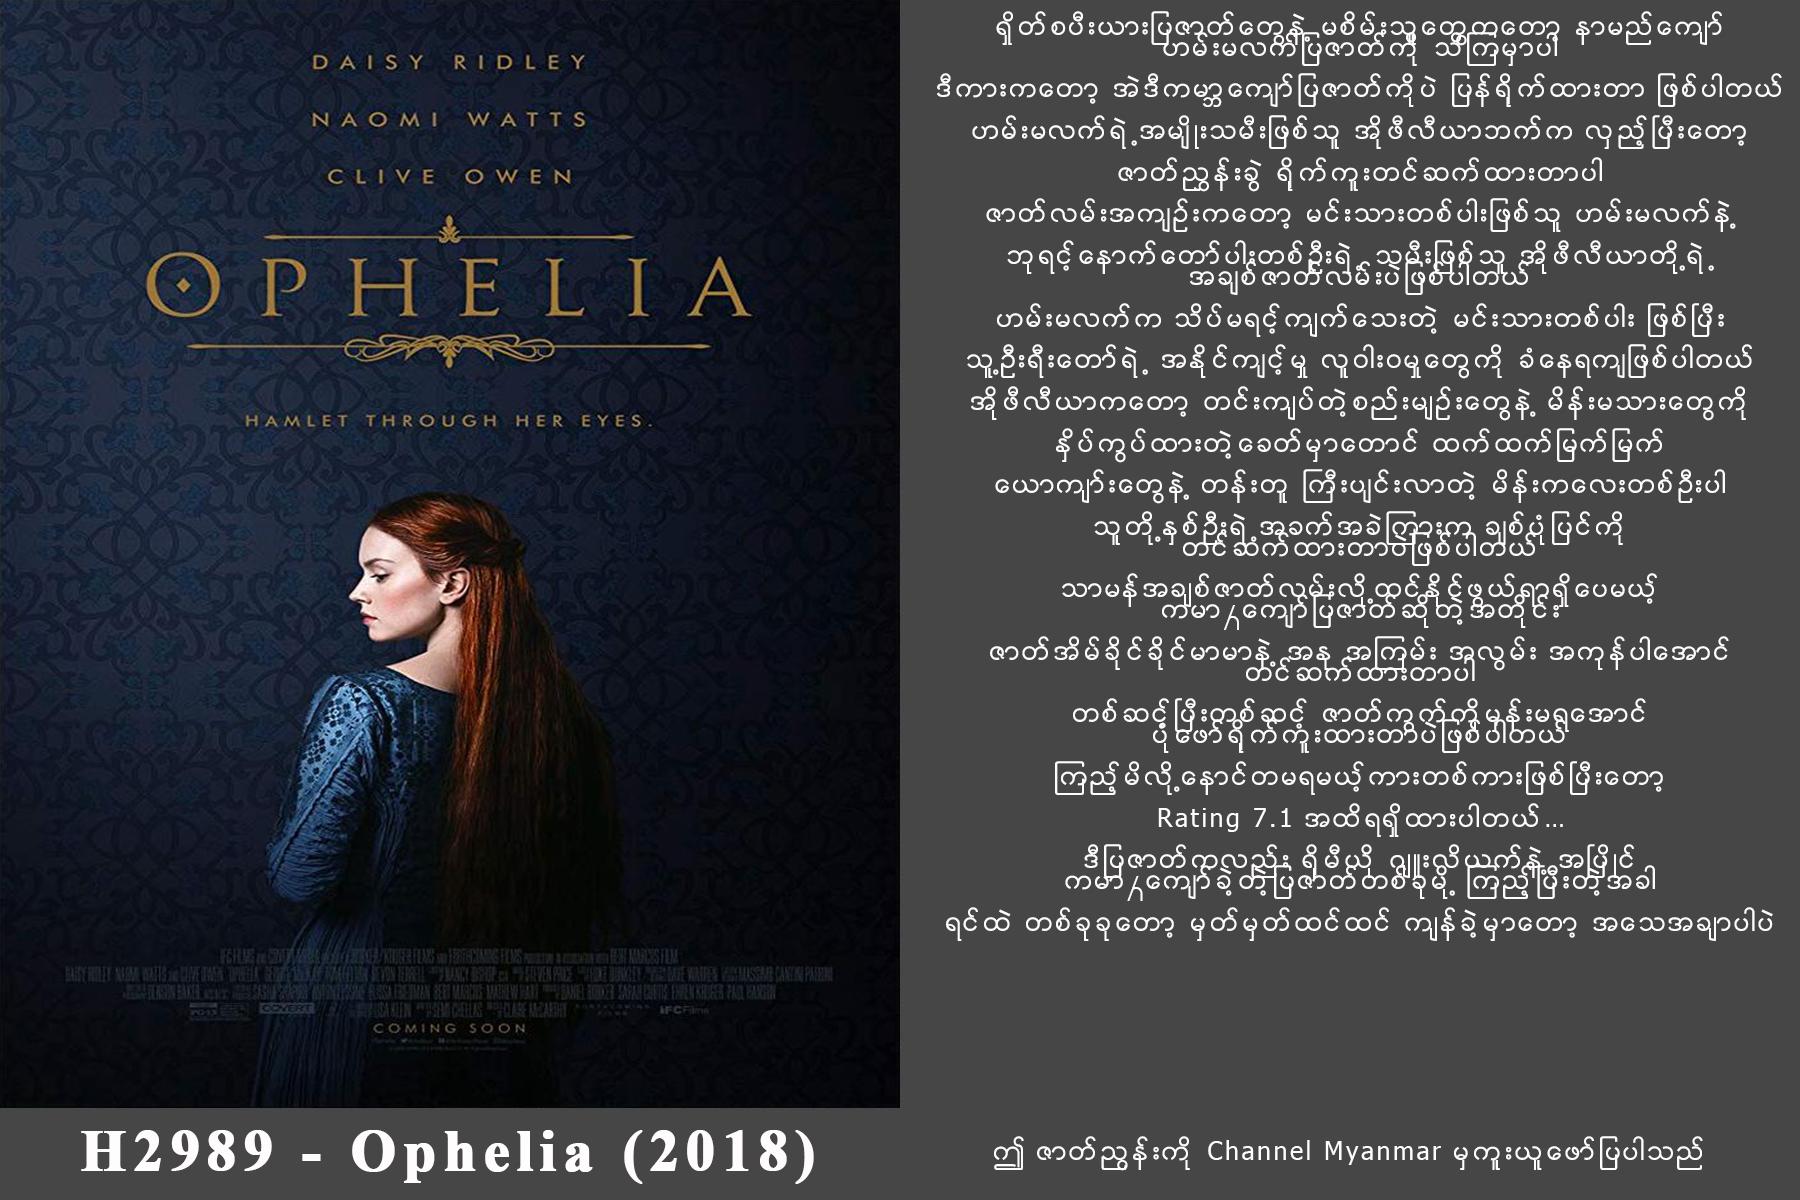 DAISY RIDLEY
NAOMI WATTS
CLIVE OWEN
OPHELIA
HAMLET THROUGH HER EYES.
COMING SOON
H2989 - Ophelia (2018)
ရှိတ်စပီးယားပြဇာတ်တွေနဲ့ မစိမ်းသူတွေကတော့ နာမည်ကျော်
ဟမ်းမလက်ပြဇာတ်ကို သိကြမှာပါ
ဒီကားကတော့ အဲဒီကမ္ဘာကျော်ပြဇာတ်ကိုပဲ ပြန်ရိုက်ထားတာ ဖြစ်ပါတယ်
ဟမ်းမလက်ရဲ့အမျိုးသမီးဖြစ်သူ အိုဖီလီယာဘက်က လှည့်ပြီးတော့
ဇာတ်ညွှန်းခွဲ ရိုက်ကူးတင်ဆက်ထားတာပါ
ဇာတ်လမ်းအကျဉ်းကတော့ မင်းသားတစ်ပါးဖြစ်သူ ဟမ်းမလက်နဲ့
ဘုရင့်နောက်တော်ပါးတစ်ဦးရဲ့ သမီးဖြစ်သူ အိုဖီလီယာတို့ရဲ့
အချစ်ဇာတ်လမ်းပဲဖြစ်ပါတယ်
ဟမ်းမလက်က သိပ်မရင့်ကျက်သေးတဲ့ မင်းသားတစ်ပါး ဖြစ်ပြီး
သူ့ဦးရီးတော်ရဲ့ အနိုင်ကျင့်မှု လူဝါးဝမှုတွေကို ခံနေရကျဖြစ်ပါတယ်
အိုဖီလီယာကတော့ တင်းကျပ်တဲ့စည်းမျဉ်းတွေနဲ့ မိန်းမသားတွေကို
နှိပ်ကွပ်ထားတဲ့ခေတ်မှာတောင် ထက်ထက်မြက်မြက်
ယောကျာ်းတွေနဲ့ တန်းတူ ကြီးပျင်းလာတဲ့ မိန်းကလေးတစ်ဦးပါ
သူတို့နှစ်ဦးရဲ့အခက်အခဲကြားက ချစ်ပုံပြင်ကို
တင်ဆက်ထားတာပဲဖြစ်ပါတယ်
သာမန်အချစ်ဇာတ်လမ်းလို့ထင်နိုင်ဖွယ်ရာရှိပေမယ့်
ကမာ႓ကျော်ပြဇာတ်ဆိုတဲ့အတိုင်း
ဇာတ်အိမ်ခိုင်ခိုင်မာမာနဲ့ အနု အကြမ်း အလွမ်း အကုန်ပါအောင်
တင်ဆက်ထားတာပါ
တစ်ဆင့်ပြီးတစ်ဆင့် ဇာတ်ကွက်ကိုမှန်းမရအောင်
ပုံဖော်ရိုက်ကူးထားတာပဲဖြစ်ပါတယ်
ကြည့်မိလို့နောင်တမရမယ့်ကားတစ်ကားဖြစ်ပြီးတော့
Rating 7.1 အထိရရှိထားပါတယ်...
ဒီပြဇာတ်ကလည်း ရိုမီယို ဂျူးလိယက်နဲ့ အပြိုင်
ကမာ႓ကျော်ခဲ့တဲ့ပြဇာတ်တစ်ခုမို့ ကြည့်ပြီးတဲ့အခါ
ရင်ထဲ တစ်ခုခုတော့ မှတ်မှတ်ထင်ထင် ကျန်ခဲ့မှာတော့ အသေအချာပါပဲ
ဤ ဇာတ်ညွန်းကို Channel Myanmar မှကူးယူဖော်ပြပါသည်